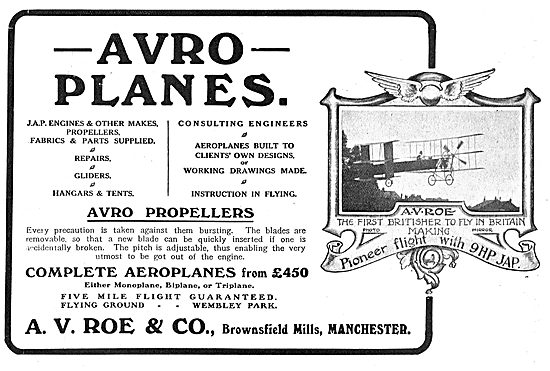 —AVRO—
PLANES.
J.A.P. ENGINES & OTHER MAKES,
PROPELLERS,
FABRICS & PARTS SUPPLIED.
REPAIRS,
GLIDERS.
HANGARS & TENTS.
CONSULTING ENGINEERS
AEROPLANES BUILT TO
CLIENTS' OWN DESIGNS,
or
WORKING DRAWINGS MADE.
INSTRUCTION IN FLYING.
AVRO PROPELLERS
Every precaution is taken against them bursting. The blades are
removable, so that a new blade can be quickly inserted if one is
accidentally broken. The pitch is adjustable, thus enabling the very
utmost to be got out of the engine.
COMPLETE AEROPLANES from £450
Either Monoplane, Biplane, or Triplane.
FIVE MILE FLIGHT GUARANTEED.
FLYING GROUND - - WEMBLEY PARK.
A. V. ROE & CO., Brownsfield Mills, MANCHESTER.
A.V. ROE
THE FIRST BRITISHER TO FLY IN BRITAIN
PHOTO MAKING MIRROR
Pioneer flight with 9 H.P. J.A.P.